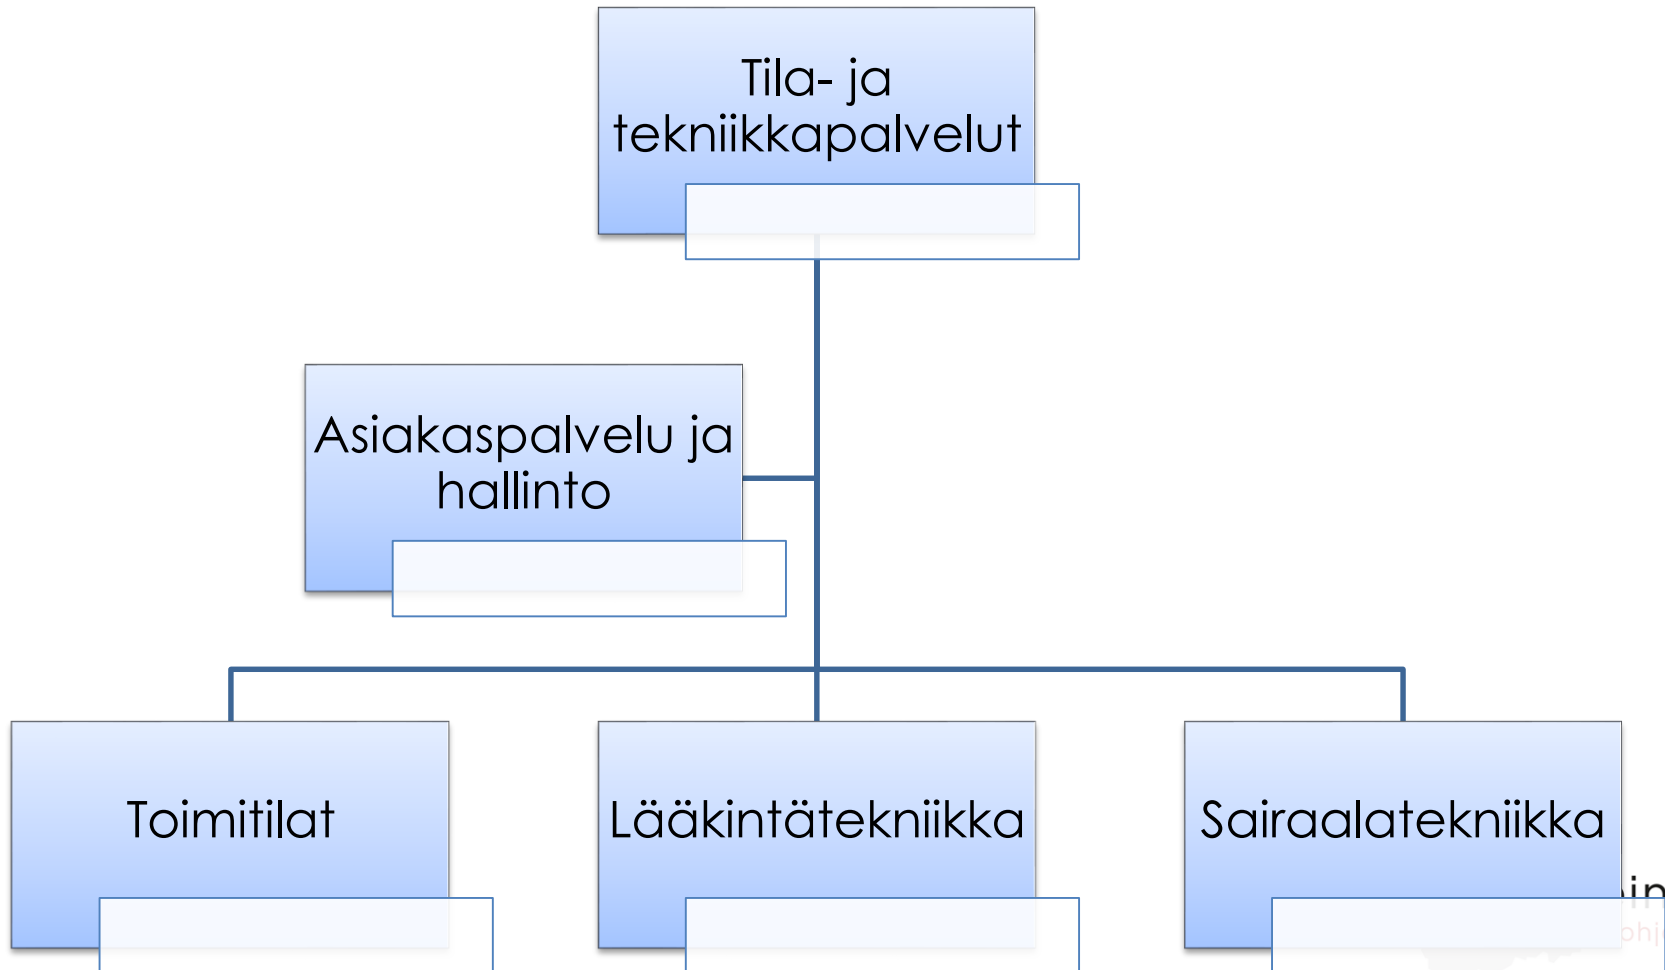 Tila- ja
tekniikkapalvelut
Asiakaspalvelu ja
hallinto
Toimitilat
Lääkintätekniikka
Sairaalatekniikka